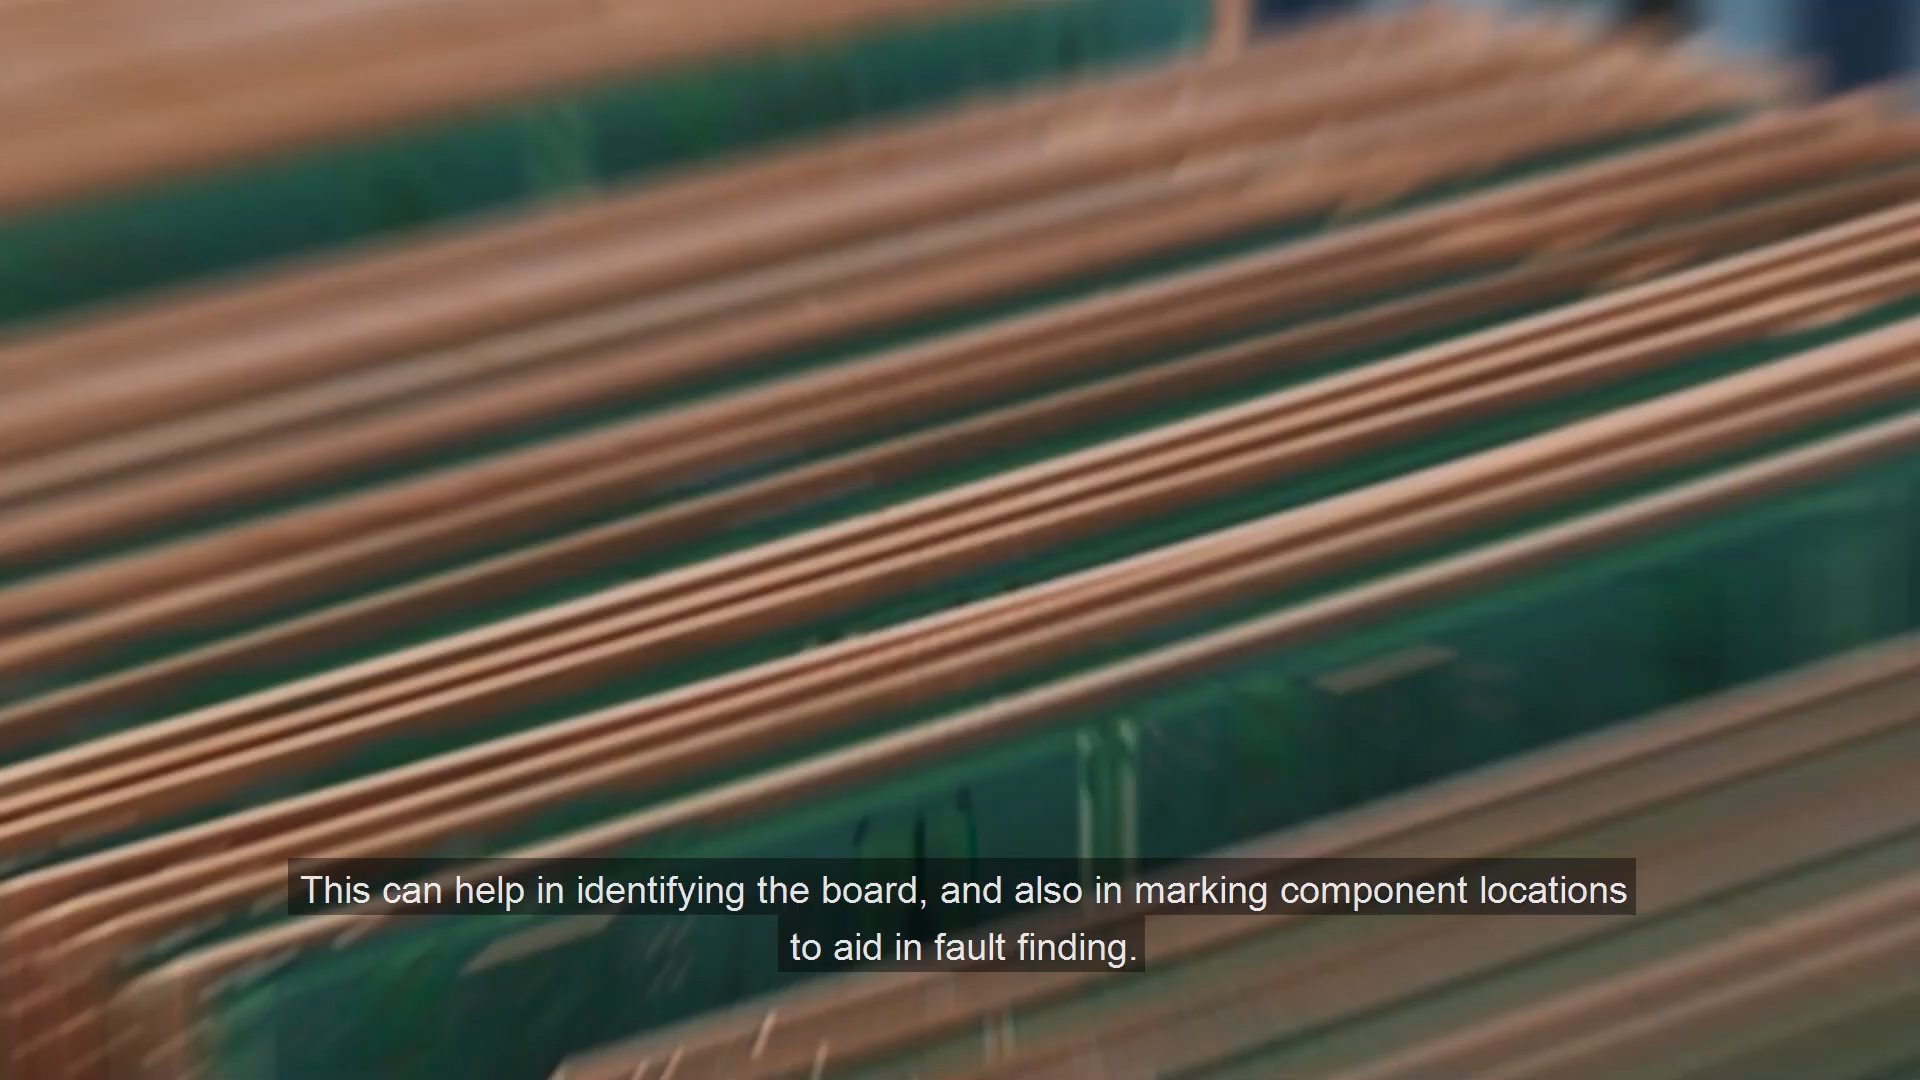 This can help in identifying the board, and also in marking component locations
to aid in fault finding.